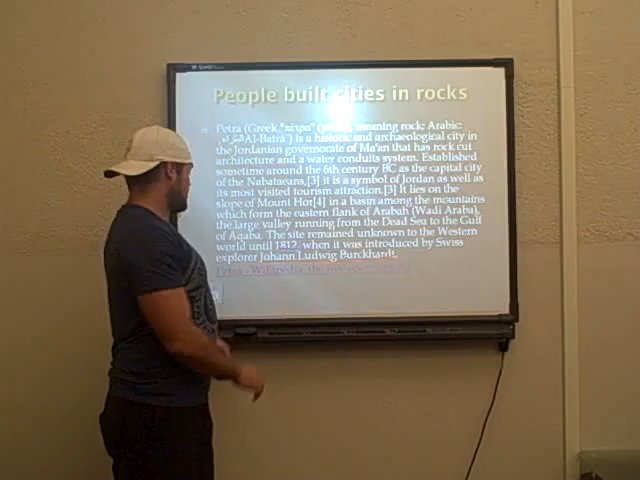 People built cities in rocks
Petra (Greek "πέτρα" (petra), meaning rock; Arabic:
Al-Batrā') is a historic and archaeological city in
the Jordanian governorate of Ma'an that has rock cut
architecture and a water conduits system. Established
sometime around the 6th century BC as the capital city
of the Nabataeans,[3] it is a symbol of Jordan as well as
its most visited tourism attraction.[3] It lies on the
slope of Mount Hor[4] in a basin among the mountains
which form the eastern flank of Arabah (Wadi Araba),
the large valley running from the Dead Sea to the Gulf
of Aqaba. The site remained unknown to the Western
world until 1812, when it was introduced by Swiss
explorer Johann Ludwig Burckhardt.
Petra - Wikipedia, the free encyclopedia